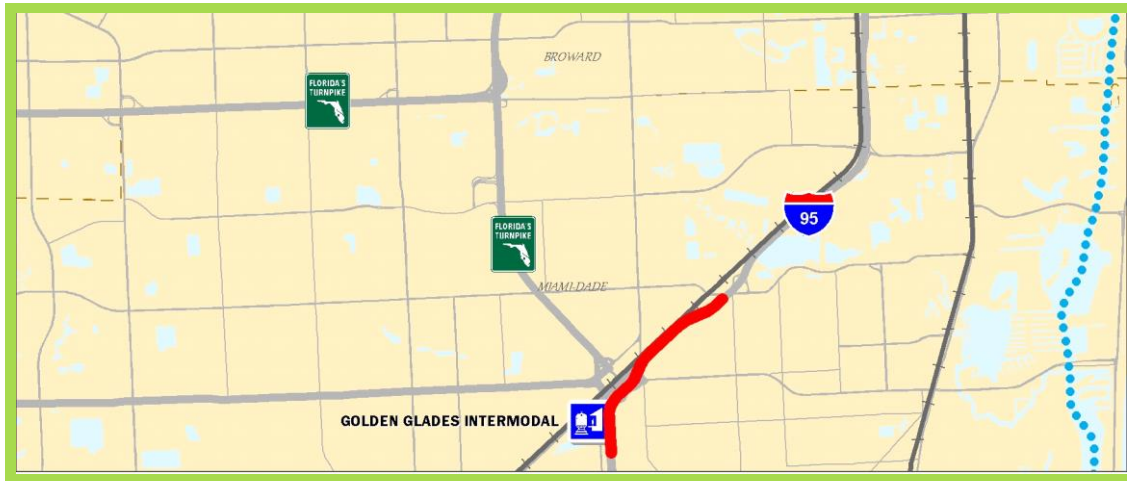 BROWARD
FLORIDA'S
TURNPIKE
95
FLORIDA'S
TURNPIKE
MIAMI-DADE
GOLDEN GLADES INTERMODAL